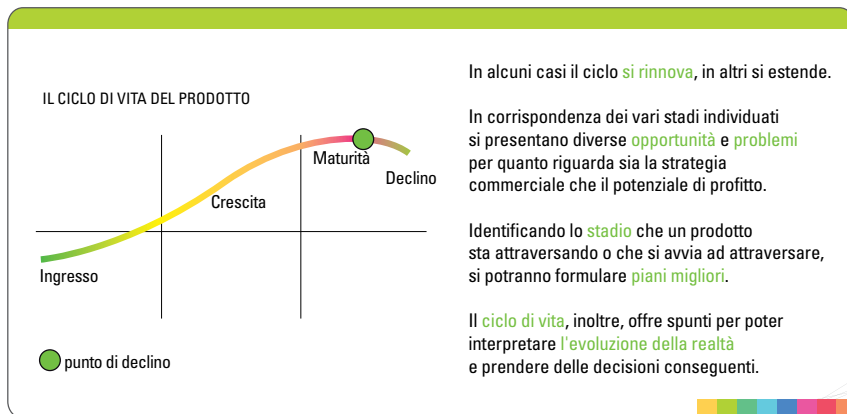 IL CICLO DI VITA DEL PRODOTTO
Maturità
Declino
Crescita
Ingresso
punto di declino
In alcuni casi il ciclo si rinnova, in altri si estende.
In corrispondenza dei vari stadi individuati
si presentano diverse opportunità e problemi
per quanto riguarda sia la strategia
commerciale che il potenziale di profitto.
Identificando lo stadio che un prodotto
sta attraversando o che si avvia ad attraversare,
si potranno formulare piani migliori.
Il ciclo di vita, inoltre, offre spunti per poter
interpretare l'evoluzione della realtà
e prendere delle decisioni conseguenti.